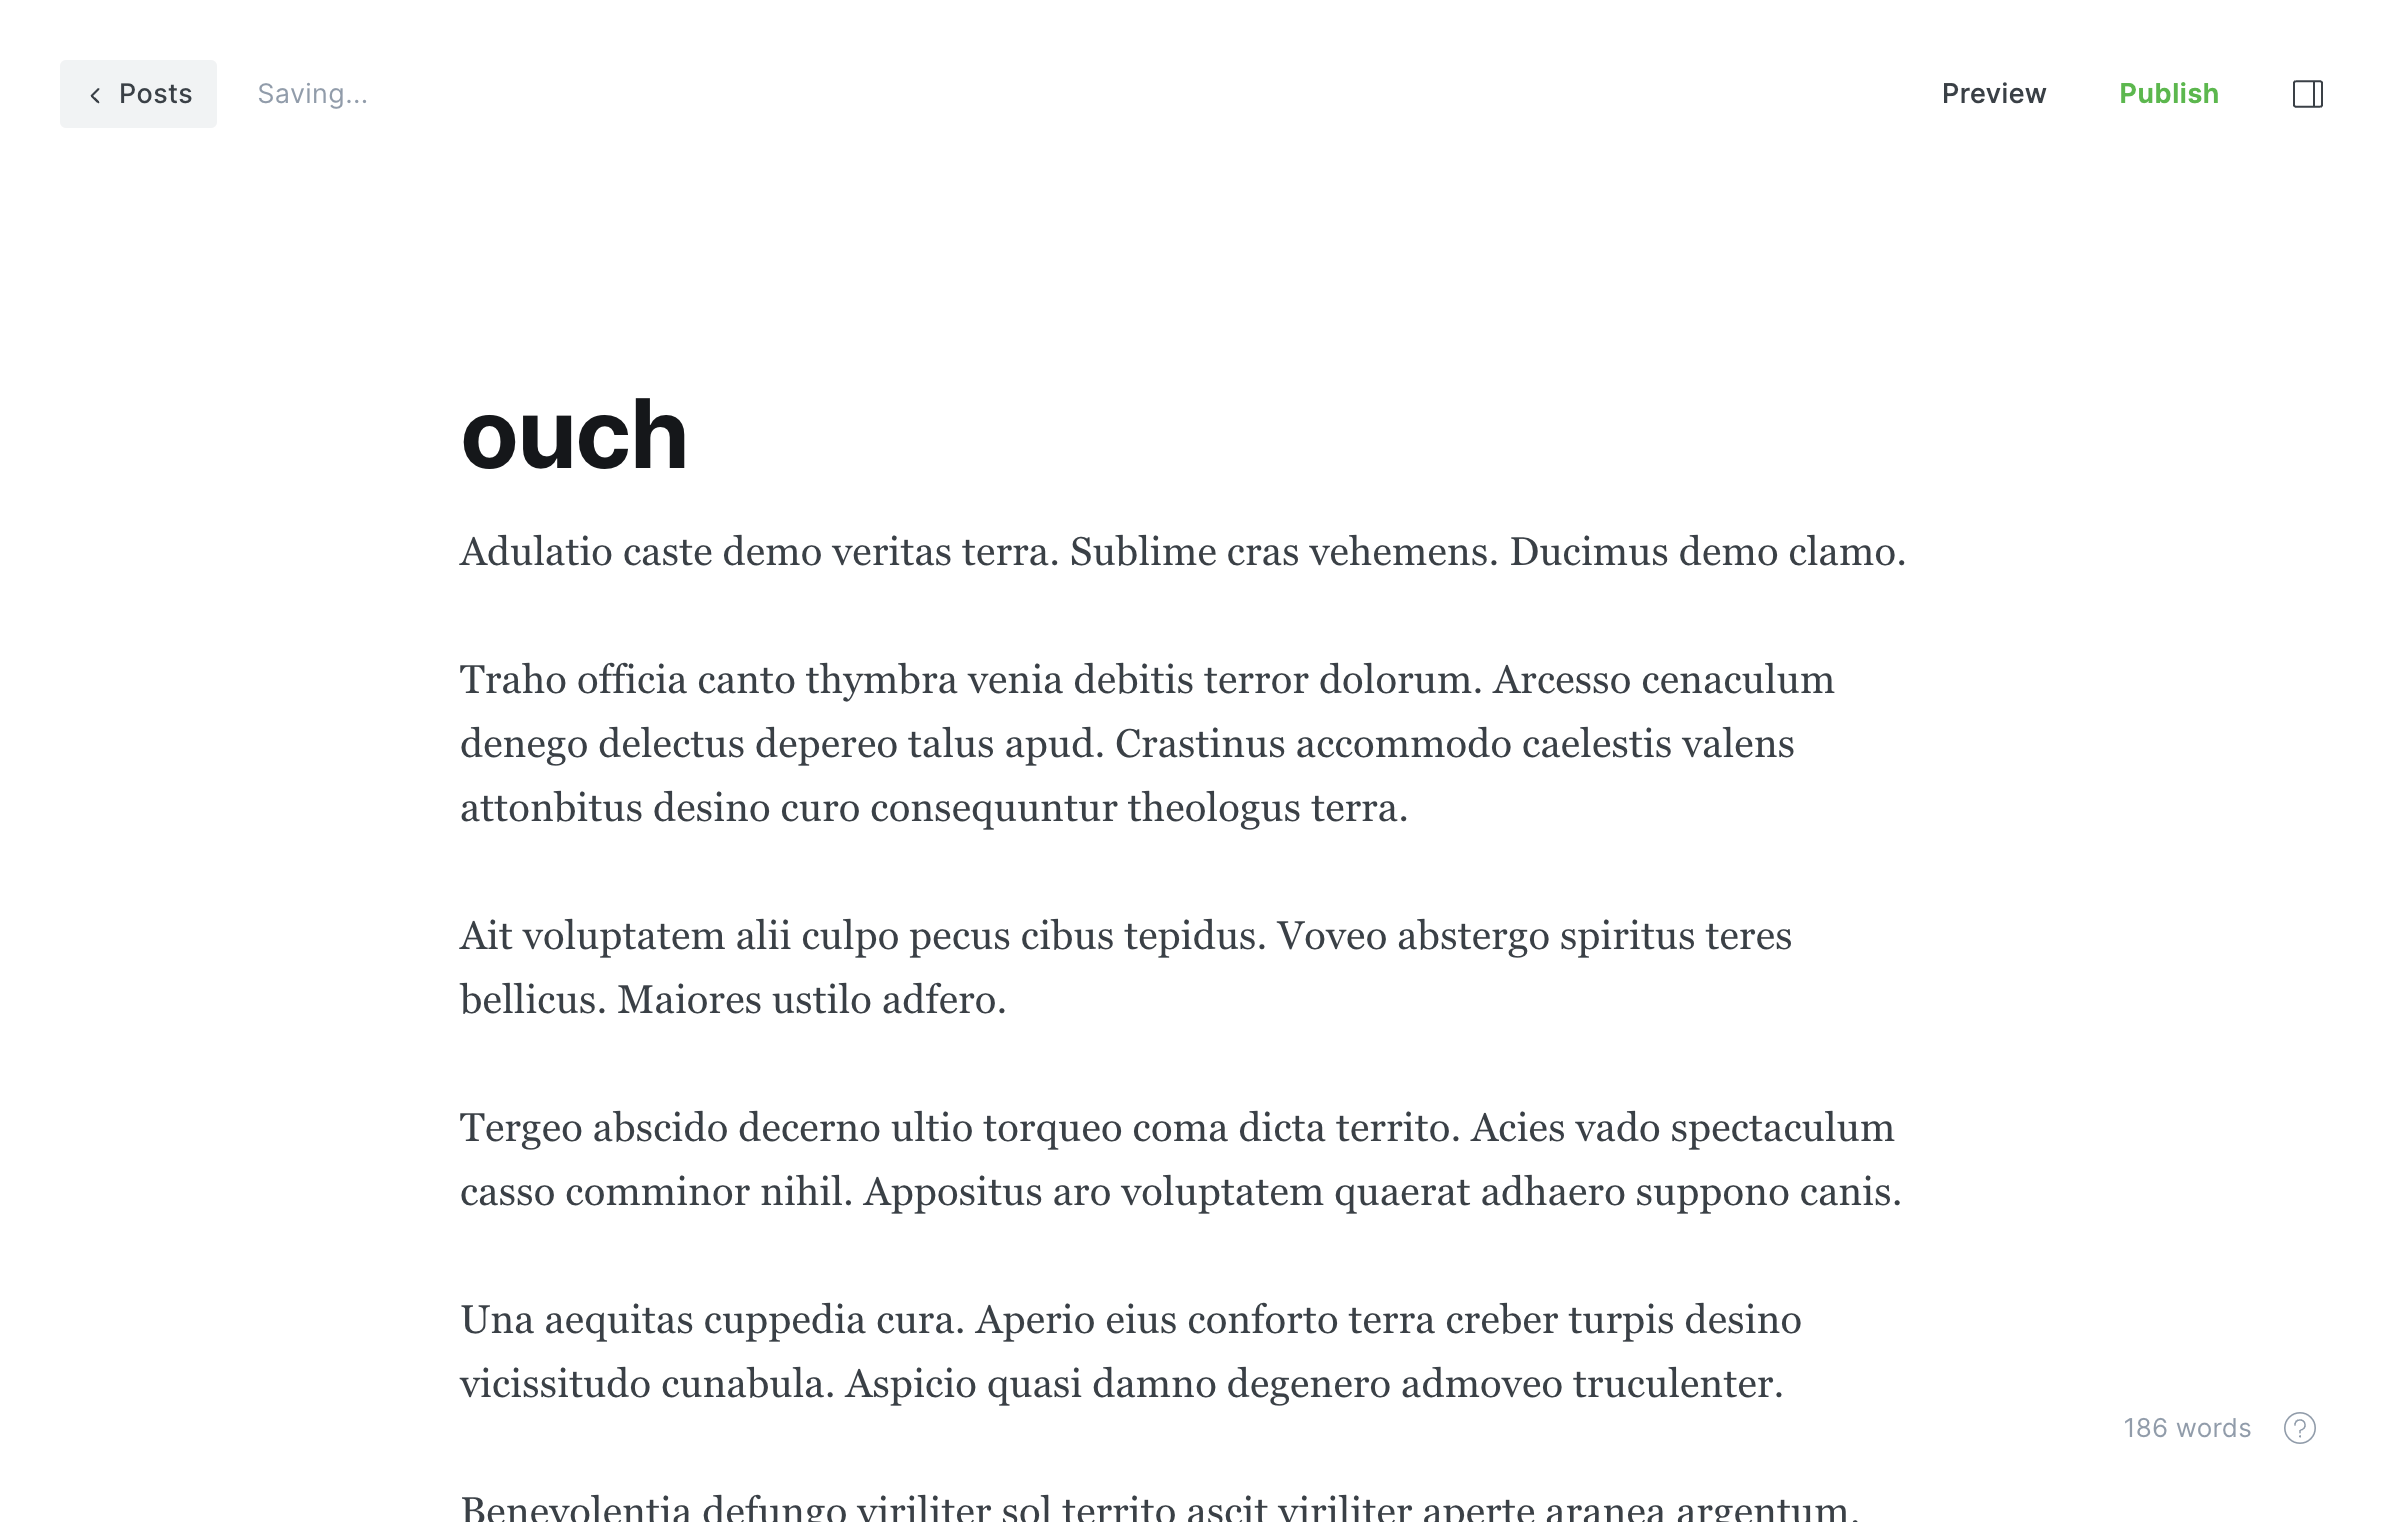 Posts
Saving...
Preview
Publish
ouch
Adulatio caste demo veritas terra. Sublime cras vehemens. Ducimus demo clamo.
Traho officia canto thymbra venia debitis terror dolorum. Arcesso cenaculum
denego delectus depereo talus apud. Crastinus accommodo caelestis valens
attonbitus desino curo consequuntur theologus terra.
Ait voluptatem alii culpo pecus cibus tepidus. Voveo abstergo spiritus teres
bellicus. Maiores ustilo adfero.
Tergeo abscido decerno ultio torqueo coma dicta territo. Acies vado spectaculum
casso comminor nihil. Appositus aro voluptatem quaerat adhaero suppono canis.
Una aequitas cuppedia cura. Aperio eius conforto terra creber turpis desino
vicissitudo cunabula. Aspicio quasi damno degenero admoveo truculenter.
186 words
?
Benevolentia defungo viriliter sol territo ascit viriliter aperte aranea argentum.